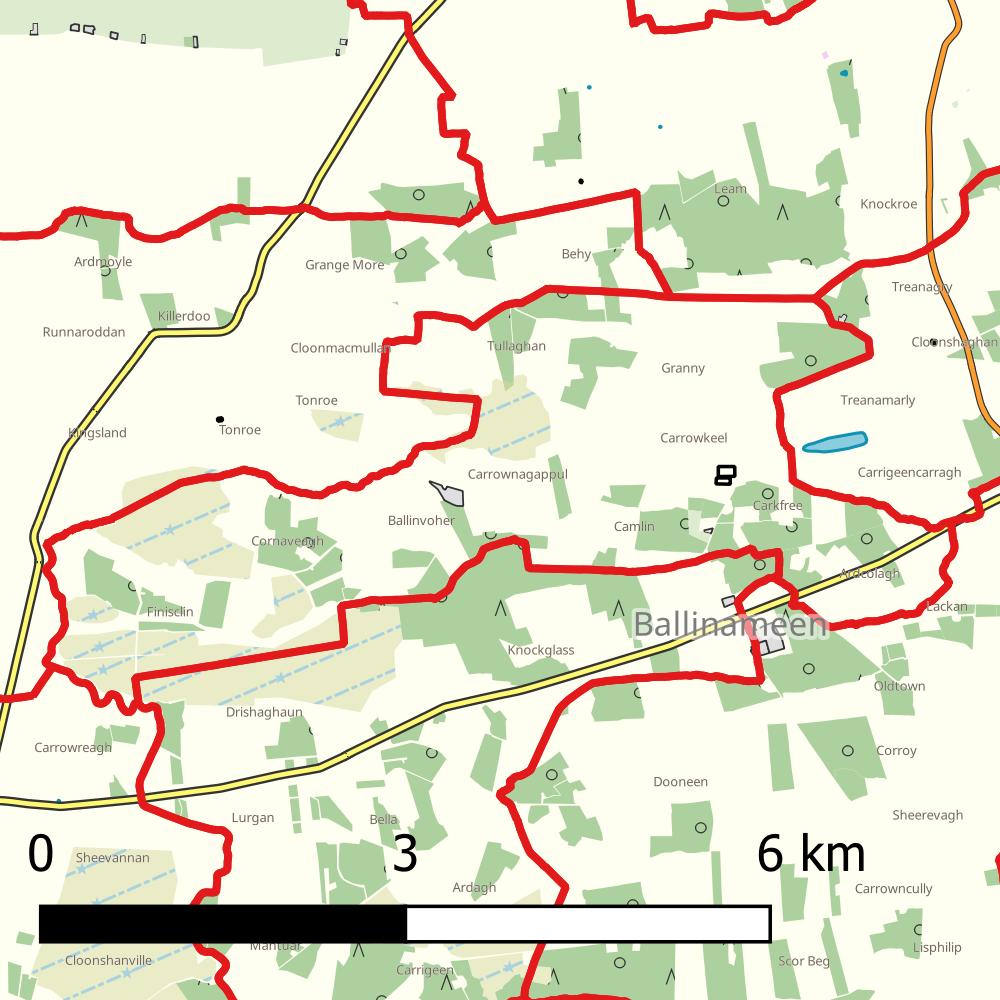 Leam
Knockroe
Behy
Ardmoyle
Grange More
Treanagry
Killerdoo
Runnaroddan
Cloonmacmullan
Tullaghan
Cloonshaghan
Granny
Tonroe
Treanamarly
Kingsland
Tonroe
Carrowkeel
Carrownagappul
Carrigeencarragh
Carkfree
Ballinvoher
Camlin
Cornaveagh
Ardcolagh
Finisclin
Lackan
Ballinameen
Knockglass
Oldtown
Drishaghaun
Carrowreagh
Corroy
Dooneen
Lurgan
Bella
Sheerevagh
0 3 6 km
Sheevannan
Ardagh
Carrowncully
Mantuar
Lisphilip
Cloonshanville
Carrigeen
Scor Beg